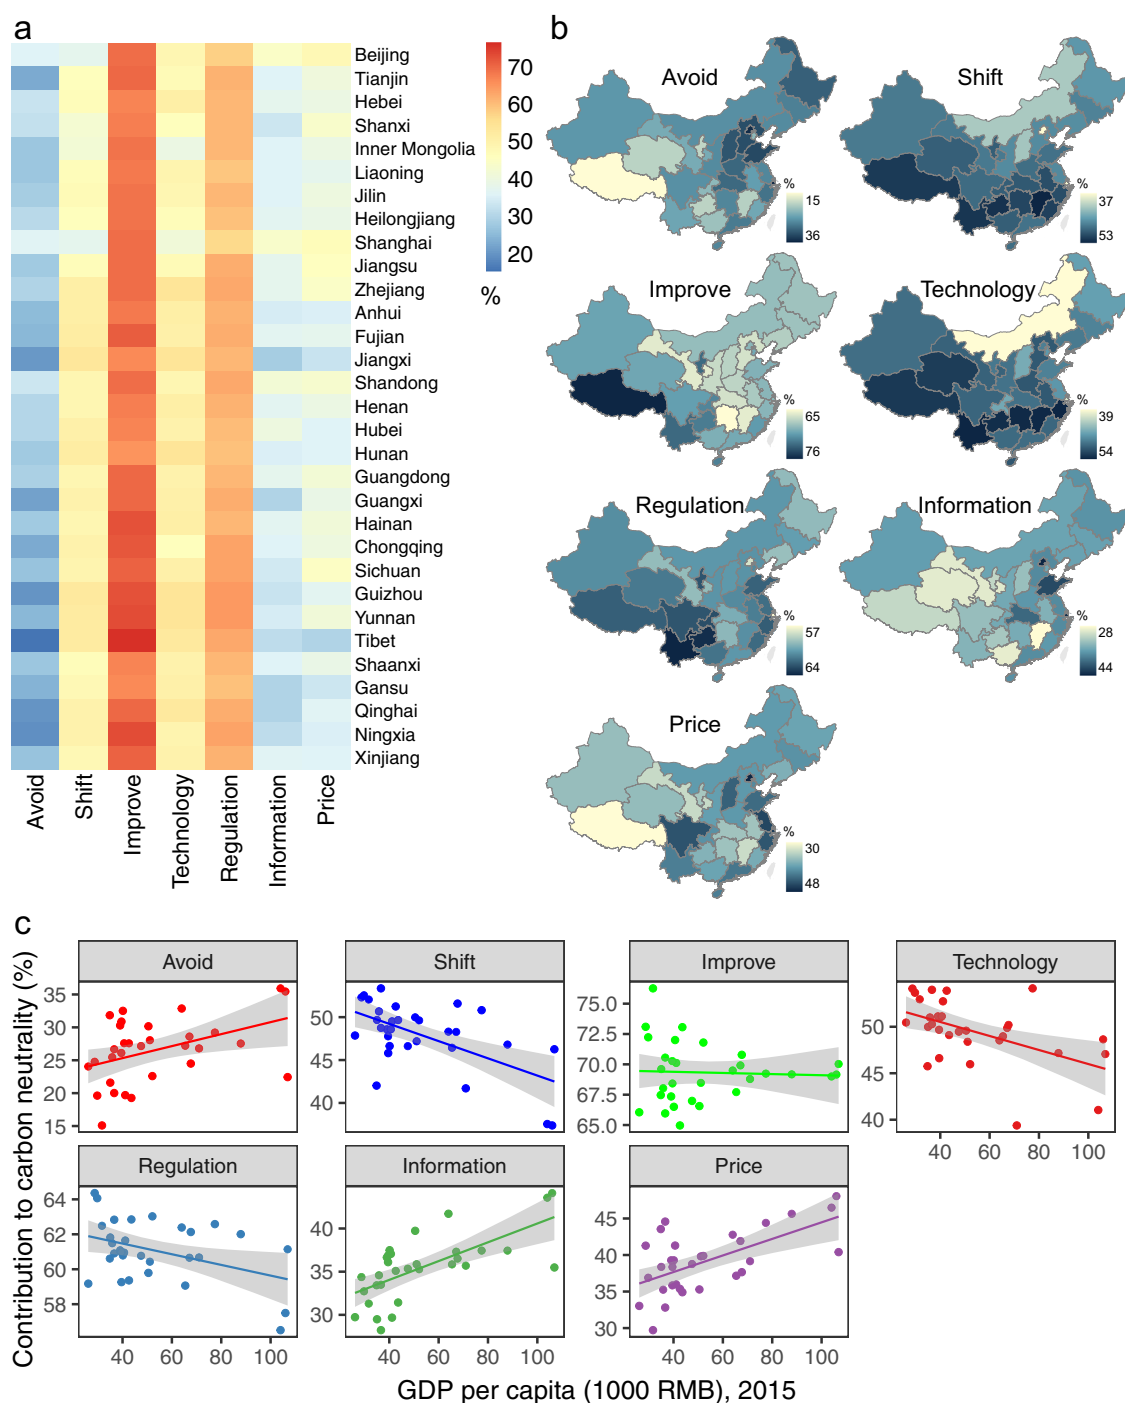 a
Beijing
Tianjin
Hebei
Shanxi
Inner Mongolia
Liaoning
Jilin
Heilongjiang
Shanghai
Jiangsu
Zhejiang
Anhui
Fujian
Jiangxi
Shandong
Henan
Hubei
Hunan
Guangdong
Guangxi
Hainan
Chongqing
Sichuan
Guizhou
Yunnan
Tibet
Shaanxi
Gansu
Qinghai
Ningxia
Xinjiang
Avoid
Shift
Improve
Technology
Regulation
Information
Price
70
60
50
40
30
20
%
b
Avoid
%
15
36
Shift
%
37
53
Improve
%
65
76
Technology
%
39
54
Regulation
%
57
64
Information
%
28
44
Price
%
30
48
c
Contribution to carbon neutrality (%)
Avoid
35
30
25
20
15
Shift
50
45
40
Improve
75.0
72.5
70.0
67.5
65.0
Technology
50
45
40
40 60 80 100
Regulation
64
62
60
58
40 60 80 100
Information
40
35
30
40 60 80 100
Price
45
40
35
30
40 60 80 100
GDP per capita (1000 RMB), 2015